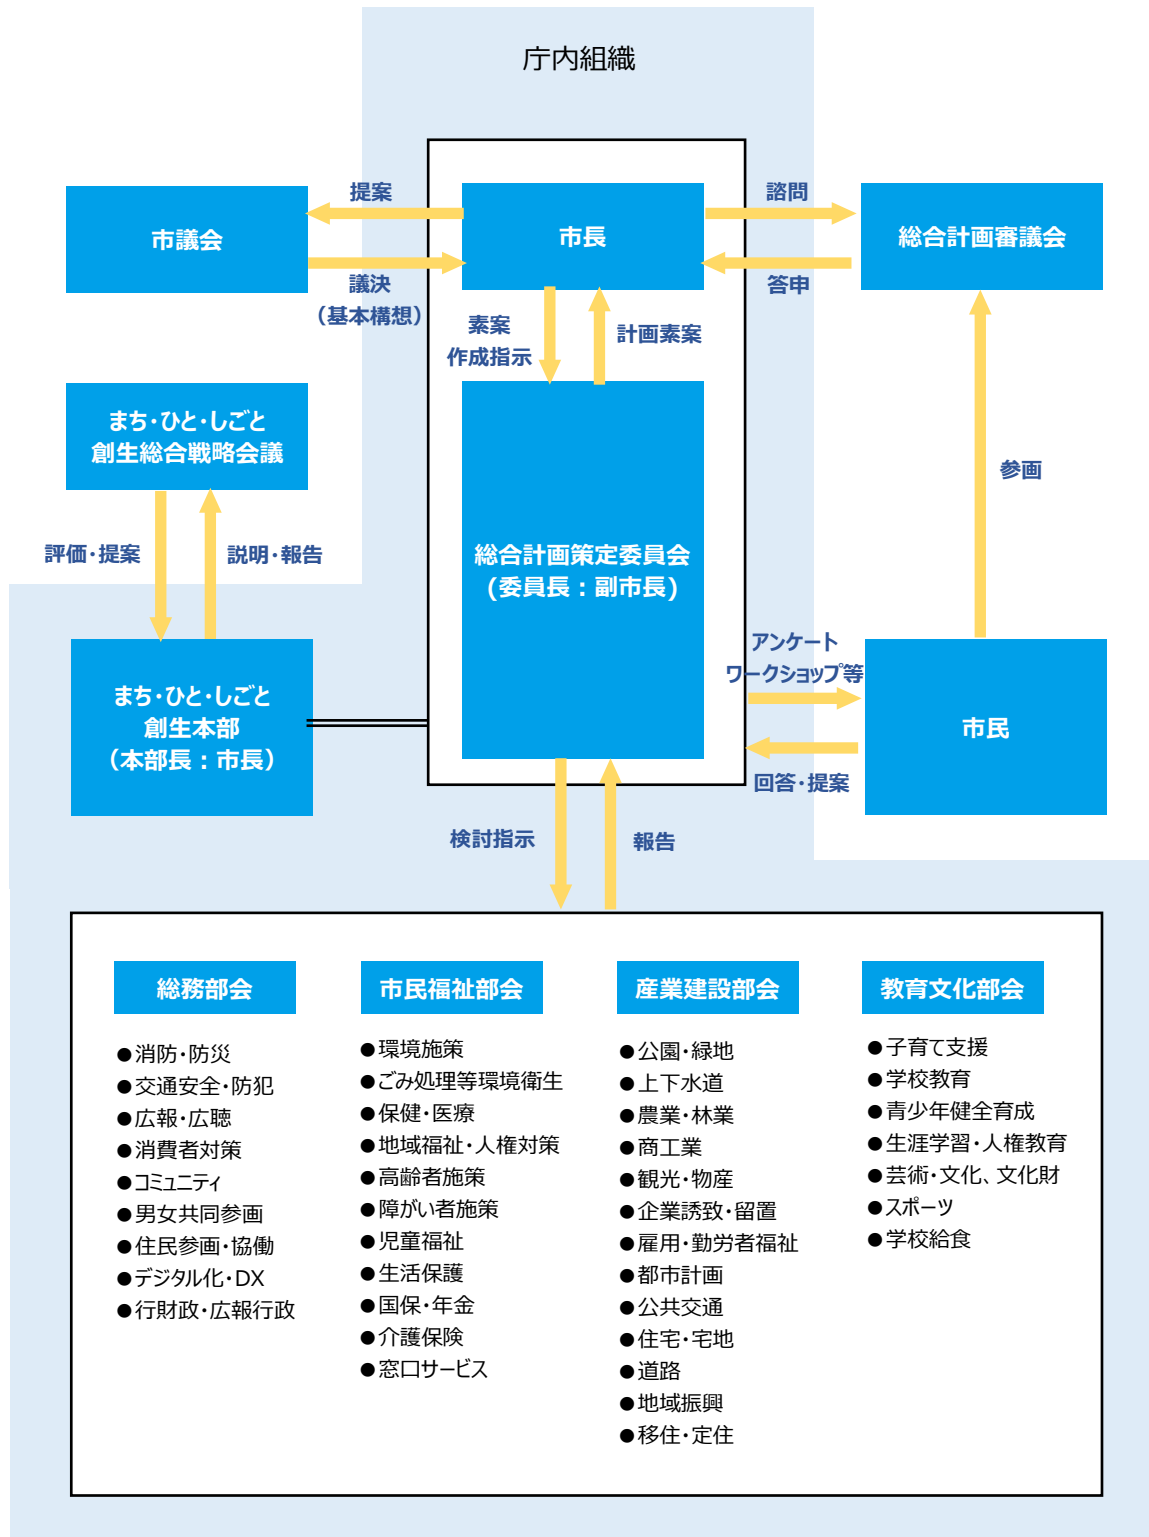 庁内組織
市議会
提案
議決
（基本構想）
市長
諮問
答申
総合計画審議会
素案
作成指示
計画素案
まち・ひと・しごと
創生総合戦略会議
評価・提案
説明・報告
総合計画策定委員会
（委員長：副市長）
参画
まち・ひと・しごと
創生本部
（本部長：市長）
アンケート
ワークショップ等
回答・提案
市民
検討指示
報告
総務部会
●消防・防災
●交通安全・防犯
●広報・広聴
●消費者対策
●コミュニティ
●男女共同参画
●住民参画・協働
●デジタル化・DX
●行財政・広報行政
市民福祉部会
●環境施策
●ごみ処理等環境衛生
●保健・医療
●地域福祉・人権対策
●高齢者施策
●障がい者施策
●児童福祉
●生活保護
●国保・年金
●介護保険
●窓口サービス
産業建設部会
●公園・緑地
●上下水道
●農業・林業
●商工業
●観光・物産
●企業誘致・留置
●雇用・勤労者福祉
●都市計画
●公共交通
●住宅・宅地
●道路
●地域振興
●移住・定住
教育文化部会
●子育て支援
●学校教育
●青少年健全育成
●生涯学習・人権教育
●芸術・文化、文化財
●スポーツ
●学校給食